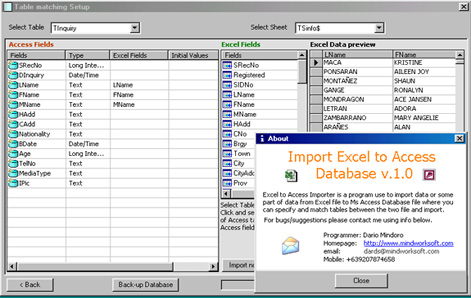 Table matching Setup
Select Table TInquiry Select Sheet TSinfo$
Access Fields Excel Fields Excel Data preview
Fields Type Excel Fields Initial Values
SRecNo Long Inte...
DInquiry Date/Time
LName Text LName
FName Text FName
MName Text MName
HAdd Text
CAdd Text
Nationality Text
BDate Date/Time
Age Long Inte...
TelNo Text
MediaType Text
IPic Text
Fields
SRecNo
Registered
SIDNo
LName
FName
MName
HAdd
CNo
Brgy
Town
City
CityAdd
Prov
LName FName
MACA KRISTINE
PONSARAN AILEEN JOY
MONTAÑEZ SHAUN
GANGE RONALYN
MONDRAGON ACE JANSEN
LETRAN ADORA
ZAMBARRANO MARY ANGELIE
ARAÑES ALAN
Select Table
Click and se
of Access ta
Access field
Import n
< Back
Back-up Database
About
Import Excel to Access
Database v.1.0
Excel to Access Importer is a program use to import data or some
part of data from Excel file to Ms Access Database file where you
can specify and match tables between the two file and import.
For bugs/suggestions please contact me using info below.
Programmer: Dario Mindoro
Homepage: http://www.mindworksoft.com
email: dards@mindworksoft.com
Mobile: +639207874658
Close